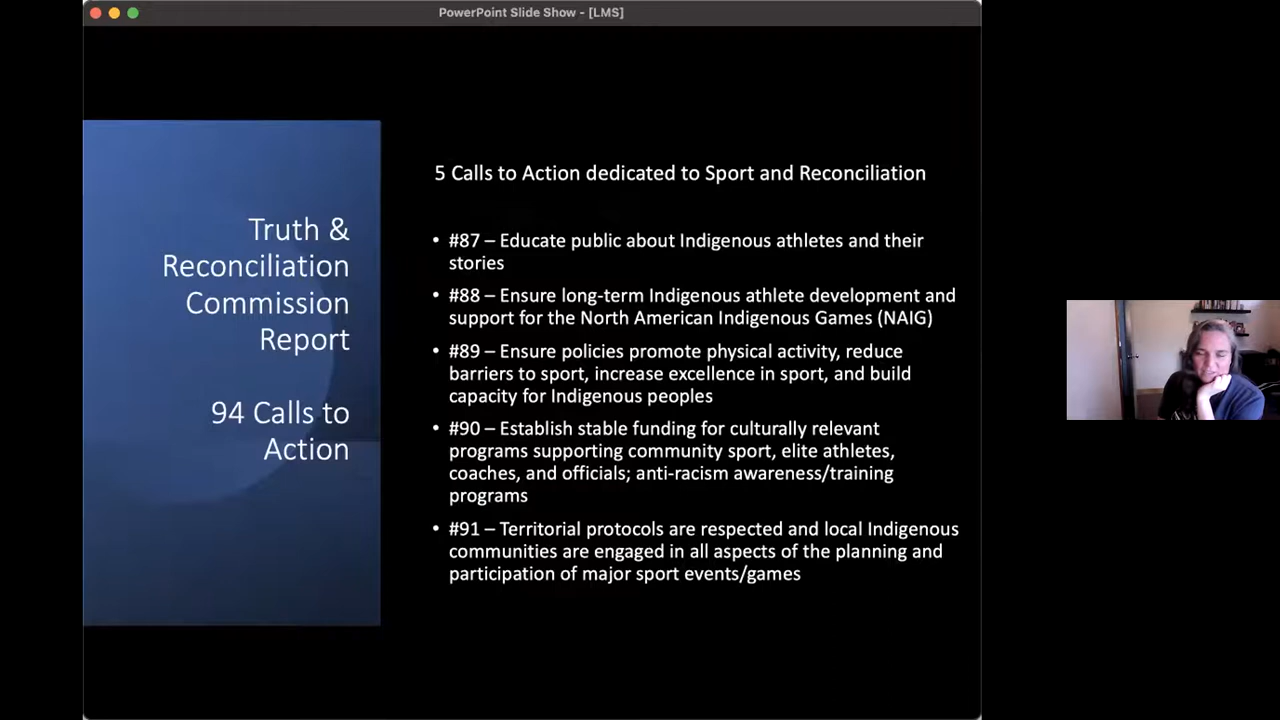 PowerPoint Slide Show - [LMS]
Truth &
Reconciliation
Commission
Report
94 Calls to
Action
5 Calls to Action dedicated to Sport and Reconciliation
• #87 – Educate public about Indigenous athletes and their
stories
• #88 – Ensure long-term Indigenous athlete development and
support for the North American Indigenous Games (NAIG)
• #89 – Ensure policies promote physical activity, reduce
barriers to sport, increase excellence in sport, and build
capacity for Indigenous peoples
• #90 – Establish stable funding for culturally relevant
programs supporting community sport, elite athletes,
coaches, and officials; anti-racism awareness/training
programs
• #91 – Territorial protocols are respected and local Indigenous
communities are engaged in all aspects of the planning and
participation of major sport events/games